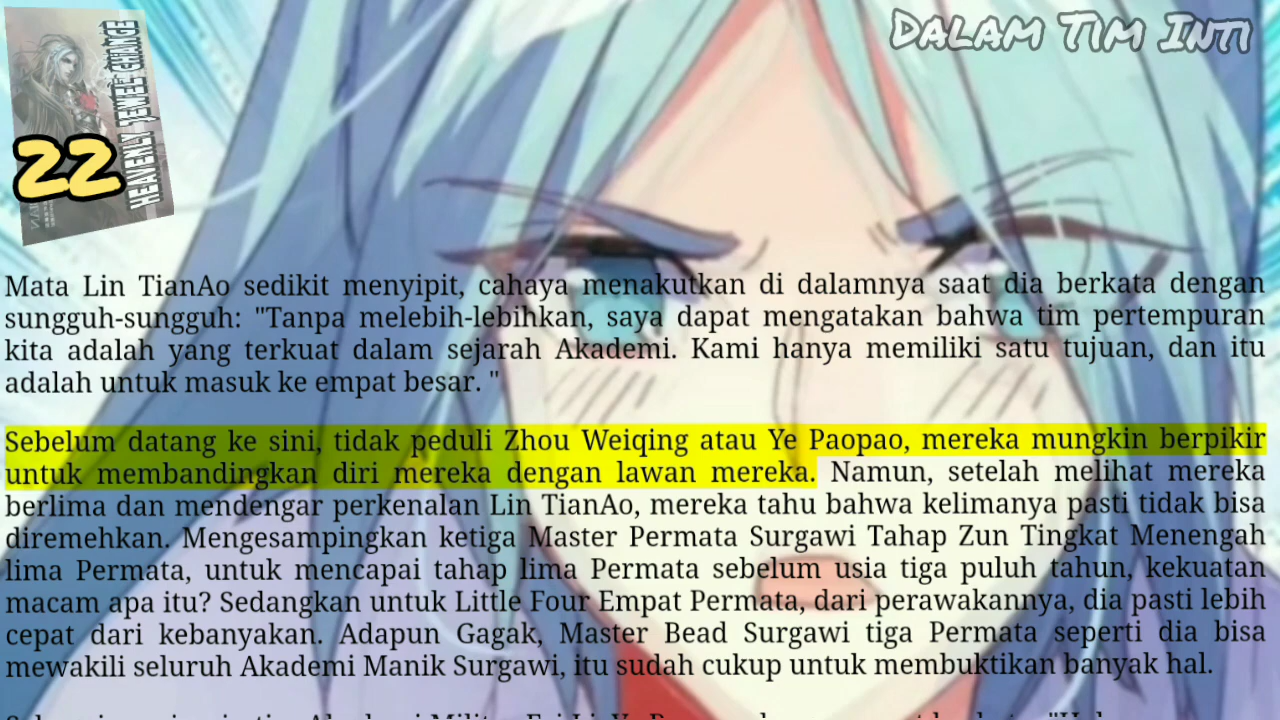 Dalam Tim Inti
HEAVENLY JEWEL CHANGE
22
Mata Lin TianAo sedikit menyipit, cahaya menakutkan di dalamnya saat dia berkata dengan
sungguh-sungguh: "Tanpa melebih-lebihkan, saya dapat mengatakan bahwa tim pertempuran
kita adalah yang terkuat dalam sejarah Akademi. Kami hanya memiliki satu tujuan, dan itu
adalah untuk masuk ke empat besar. "
Sebelum datang ke sini, tidak peduli Zhou Weiqing atau Ye Paopao, mereka mungkin berpikir
untuk membandingkan diri mereka dengan lawan mereka. Namun, setelah melihat mereka
berlima dan mendengar perkenalan Lin TianAo, mereka tahu bahwa kelimanya pasti tidak bisa
diremehkan. Mengesampingkan ketiga Master Permata Surgawi Tahap Zun Tingkat Menengah
lima Permata, untuk mencapai tahap lima Permata sebelum usia tiga puluh tahun, kekuatan
macam apa itu? Sedangkan untuk Little Four Empat Permata, dari perawakannya, dia pasti lebih
cepat dari kebanyakan. Adapun Gagak, Master Bead Surgawi tiga Permata seperti dia bisa
mewakili seluruh Akademi Manik Surgawi, itu sudah cukup untuk membuktikan banyak hal.